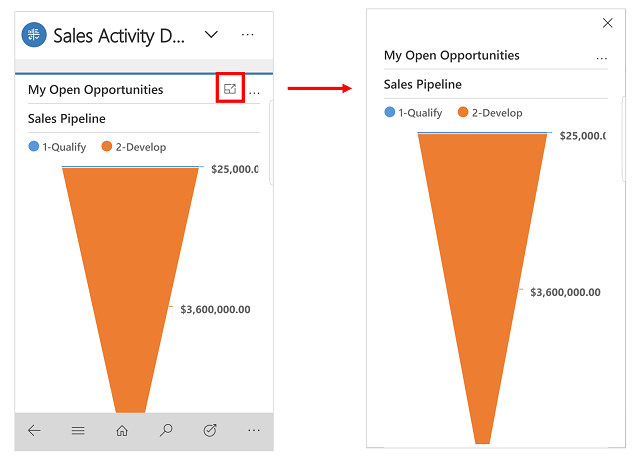 Sales Activity D...
My Open Opportunities
Sales Pipeline
1-Qualify 2-Develop
$25,000.0
$3,600,000.00
My Open Opportunities
Sales Pipeline
1-Qualify 2-Develop
$25,000.0
$3,600,000.00